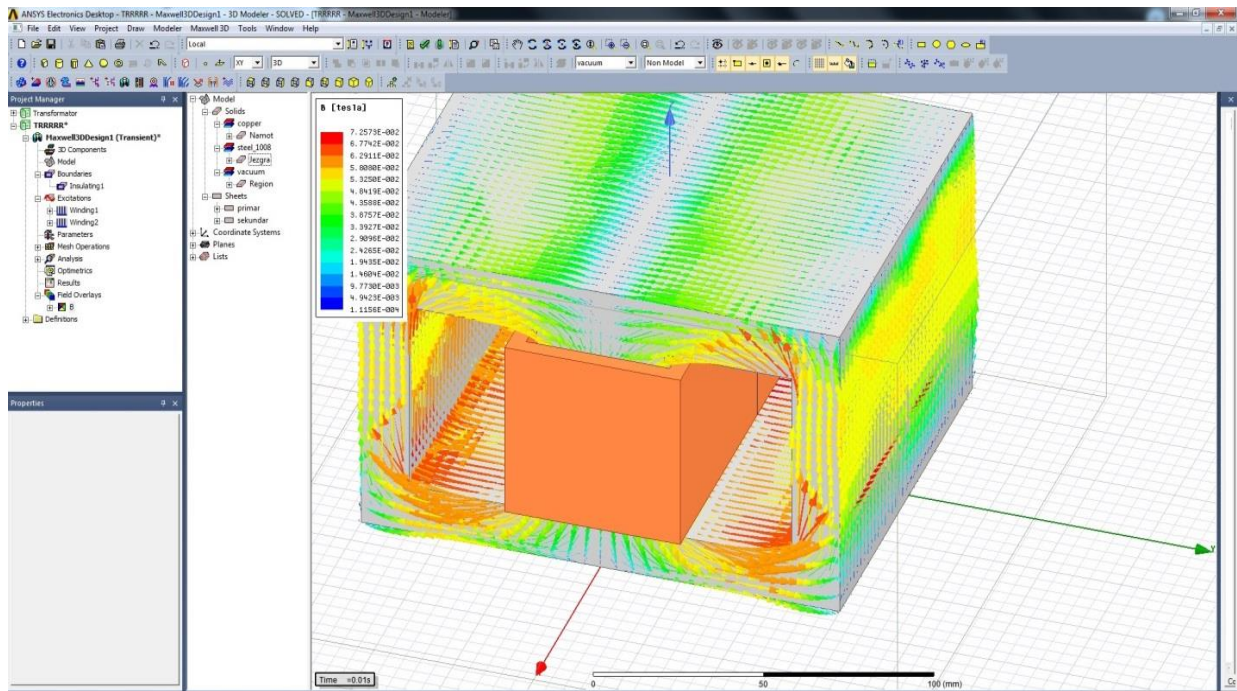 ANSYS Electronics Desktop - TRRRRR - Maxwell3DDesign1 - 3D Modeler - SOLVED - [TRRRRR - Maxwell3DDesign1 - Modeler]
File Edit View Project Draw Modeler Maxwell 3D Tools Window Help
Local
XY 3D vacuum Non Model
Project Manager
Transformator
TRRRRR*
Maxwell3DDesign1 (Transient)*
3D Components
Model
Boundaries
Insulating1
Excitations
Winding1
Winding2
Parameters
Mesh Operations
Analysis
Optimetrics
Results
Field Overlays
B
Definitions
Properties
Model
Solids
copper
Namot
steel_1008
Jezgra
vacuum
Region
Sheets
primar
sekundar
Coordinate Systems
Planes
Lists
B [tesla]
7.2573E-002
6.7742E-002
6.2911E-002
5.8080E-002
5.3250E-002
4.8419E-002
4.3588E-002
3.8757E-002
3.3927E-002
2.9096E-002
2.4265E-002
1.9435E-002
1.4604E-002
9.7730E-003
4.9423E-003
1.1156E-004
Y
Time =0.01s
0 50 100 (mm)